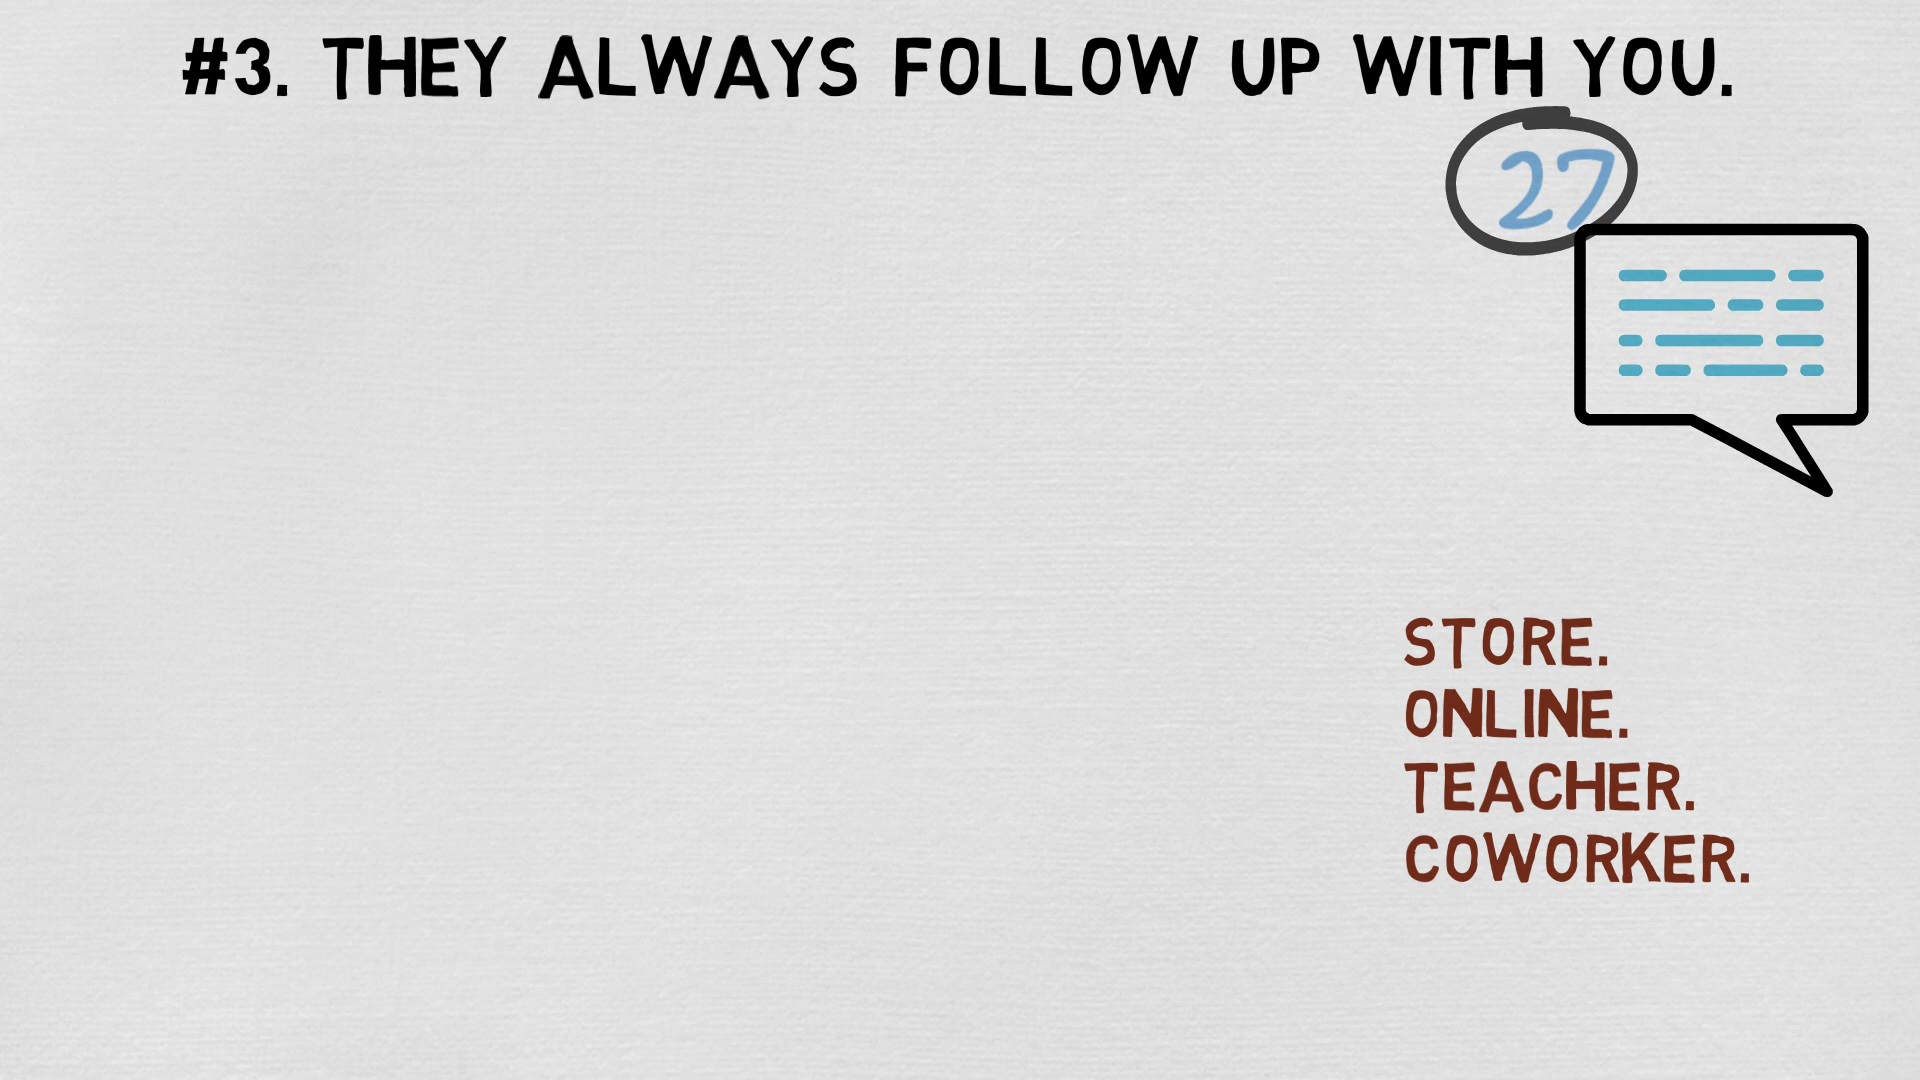 #3. THEY ALWAYS FOLLOW UP WITH YOU.
27
STORE.
ONLINE.
TEACHER.
COWORKER.